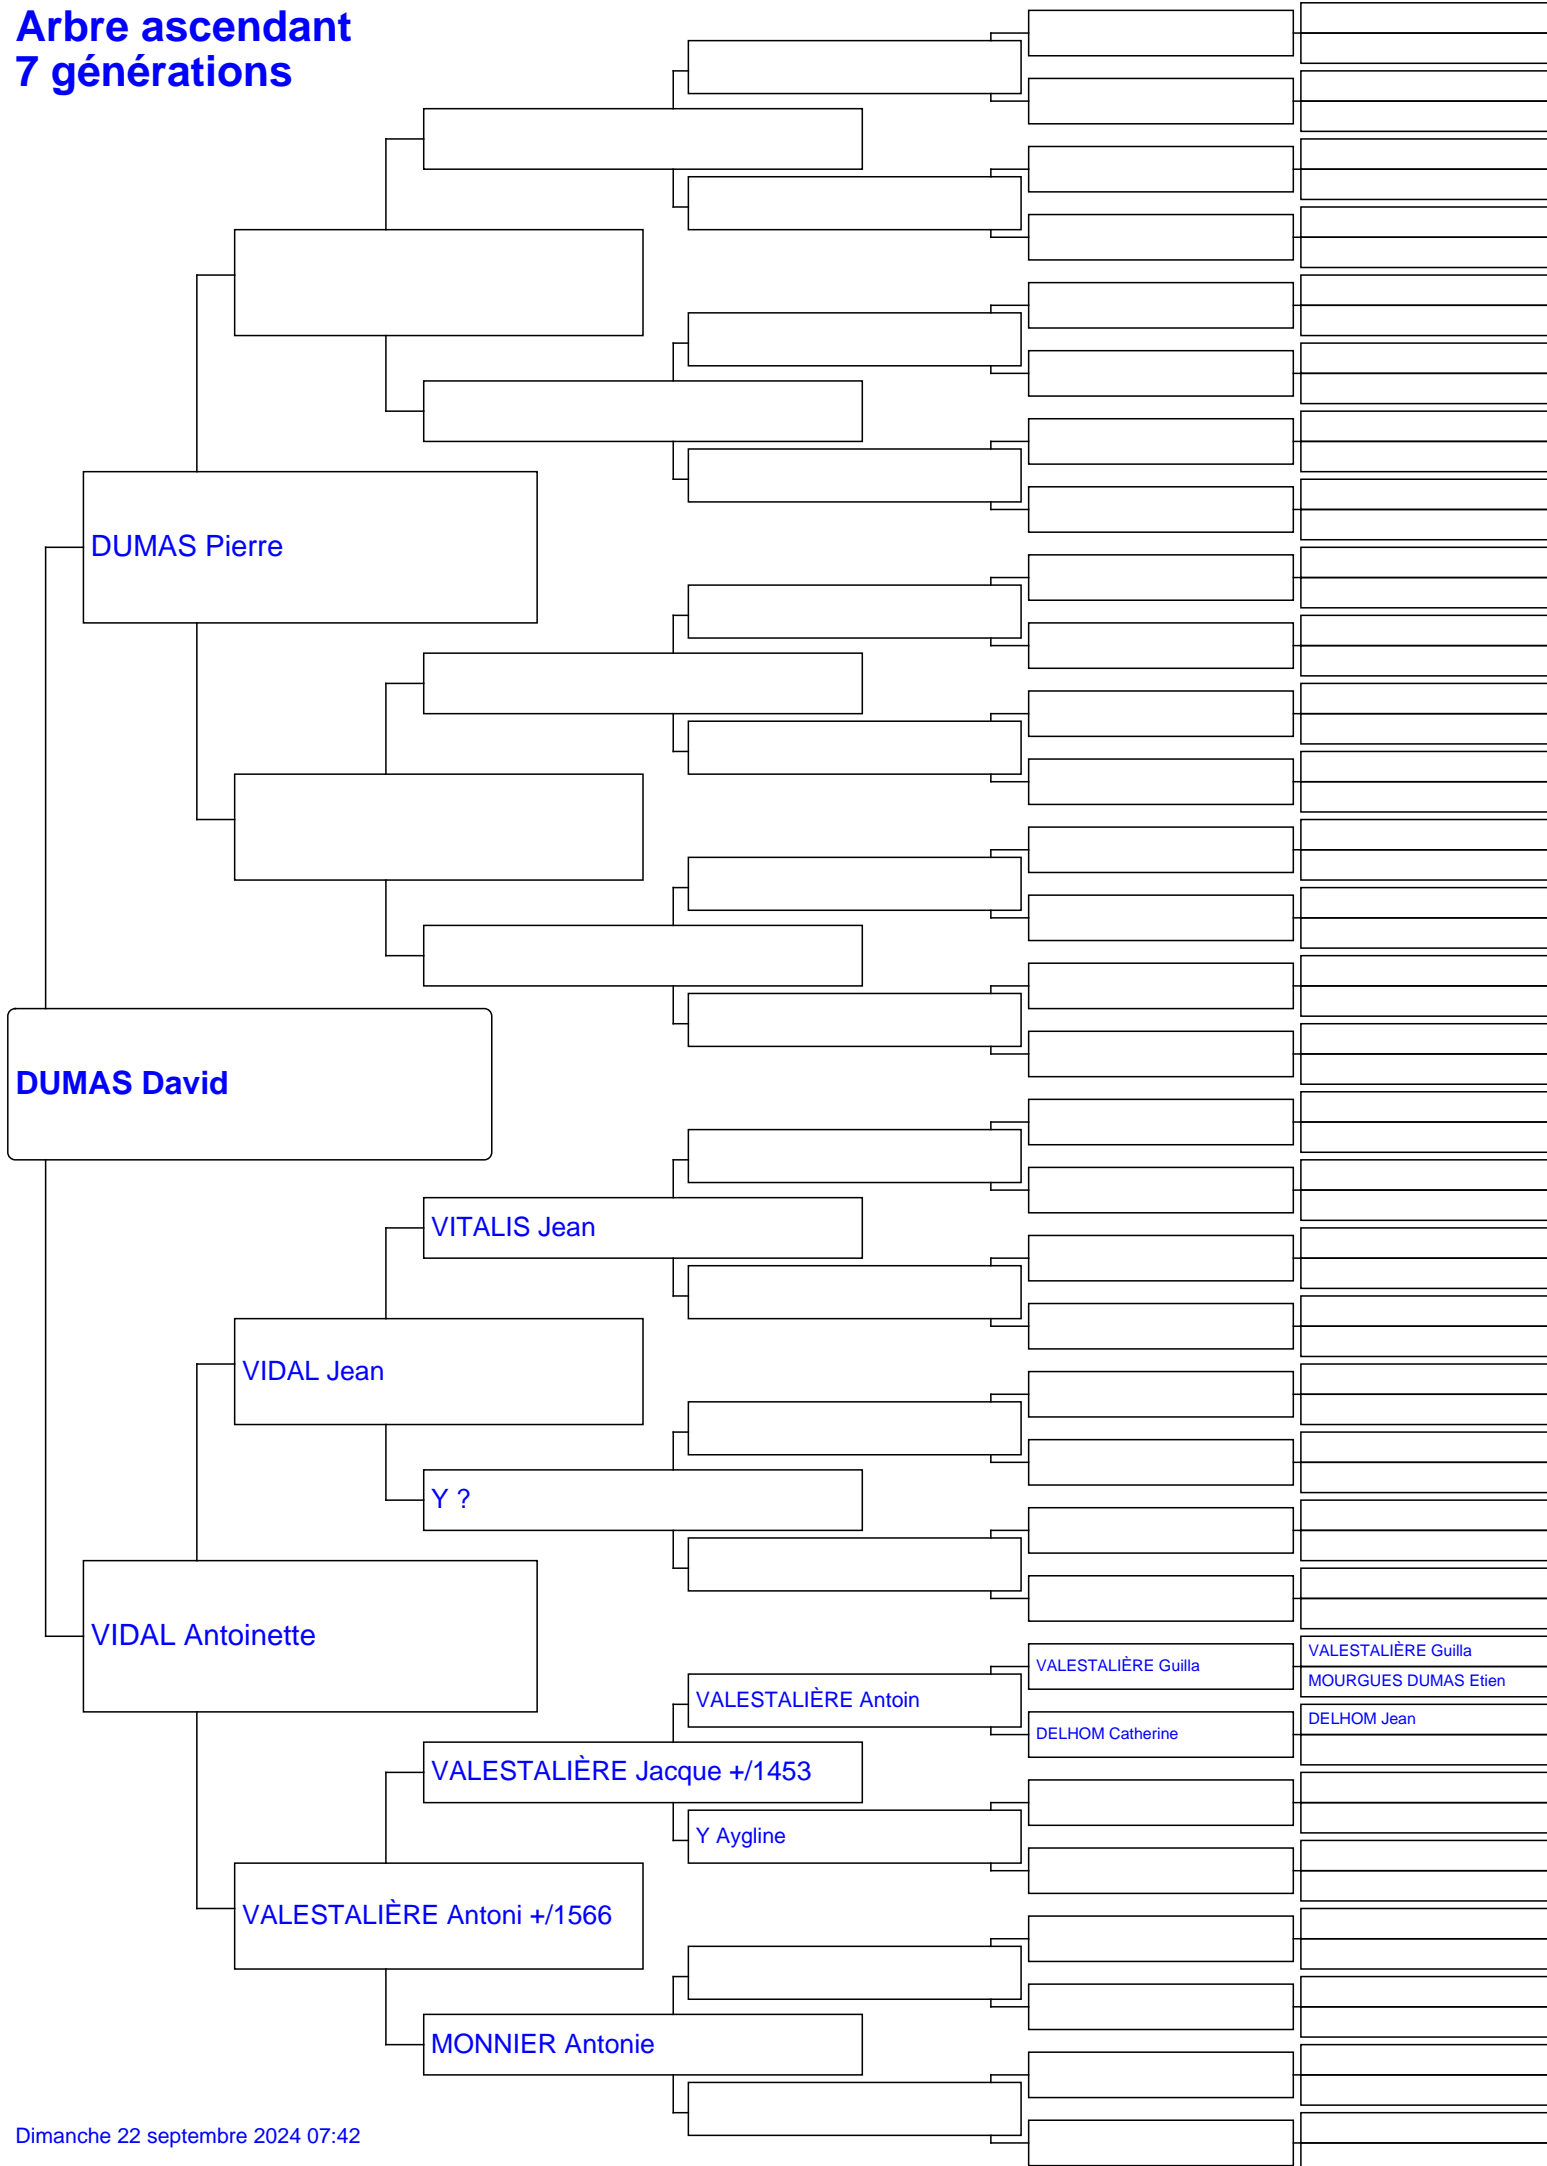 Arbre ascendant
7 générations
DUMAS Pierre
DUMAS David
VITALIS Jean
VIDAL Jean
Y ?
VIDAL Antoinette
VALESTALIÈRE Guilla
VALESTALIÈRE Guilla
MOURGUES DUMAS Etien
VALESTALIÈRE Antoin
DELHOM Catherine
DELHOM Jean
VALESTALIÈRE Jacque +/1453
Y Aygline
VALESTALIÈRE Antoni +/1566
MONNIER Antonie
Dimanche 22 septembre 2024 07:42